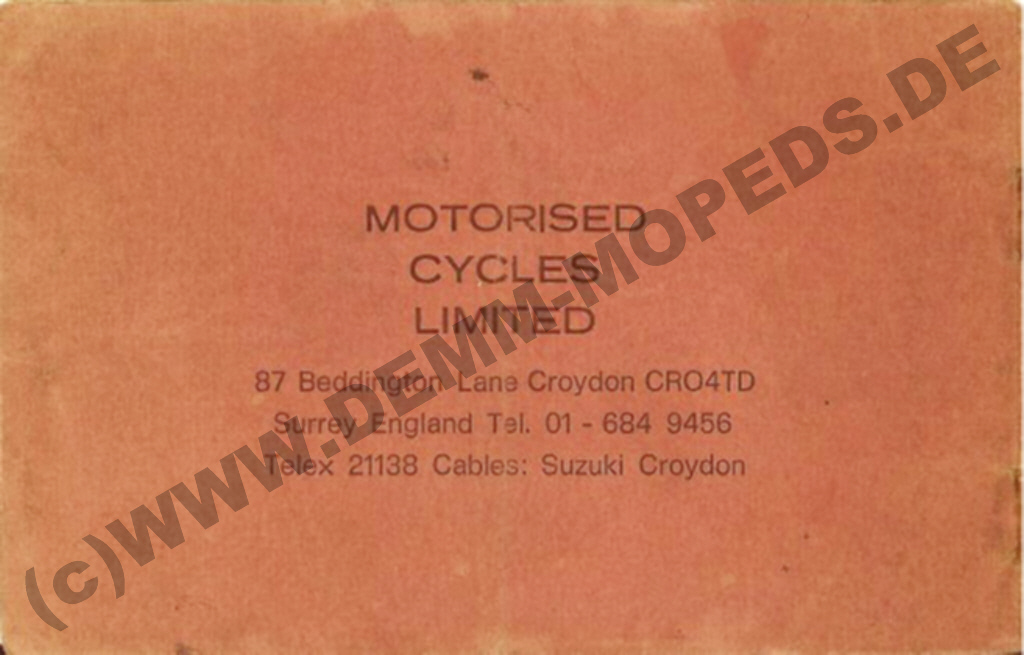 MOTORISED
CYCLES
LIMITED
87 Beddington Lane Croydon CRO4TD
Surrey England Tel. 01 - 684 9456
Telex 21138 Cables: Suzuki Croydon
(c)WWW.DEMM-MOPEDS.DE